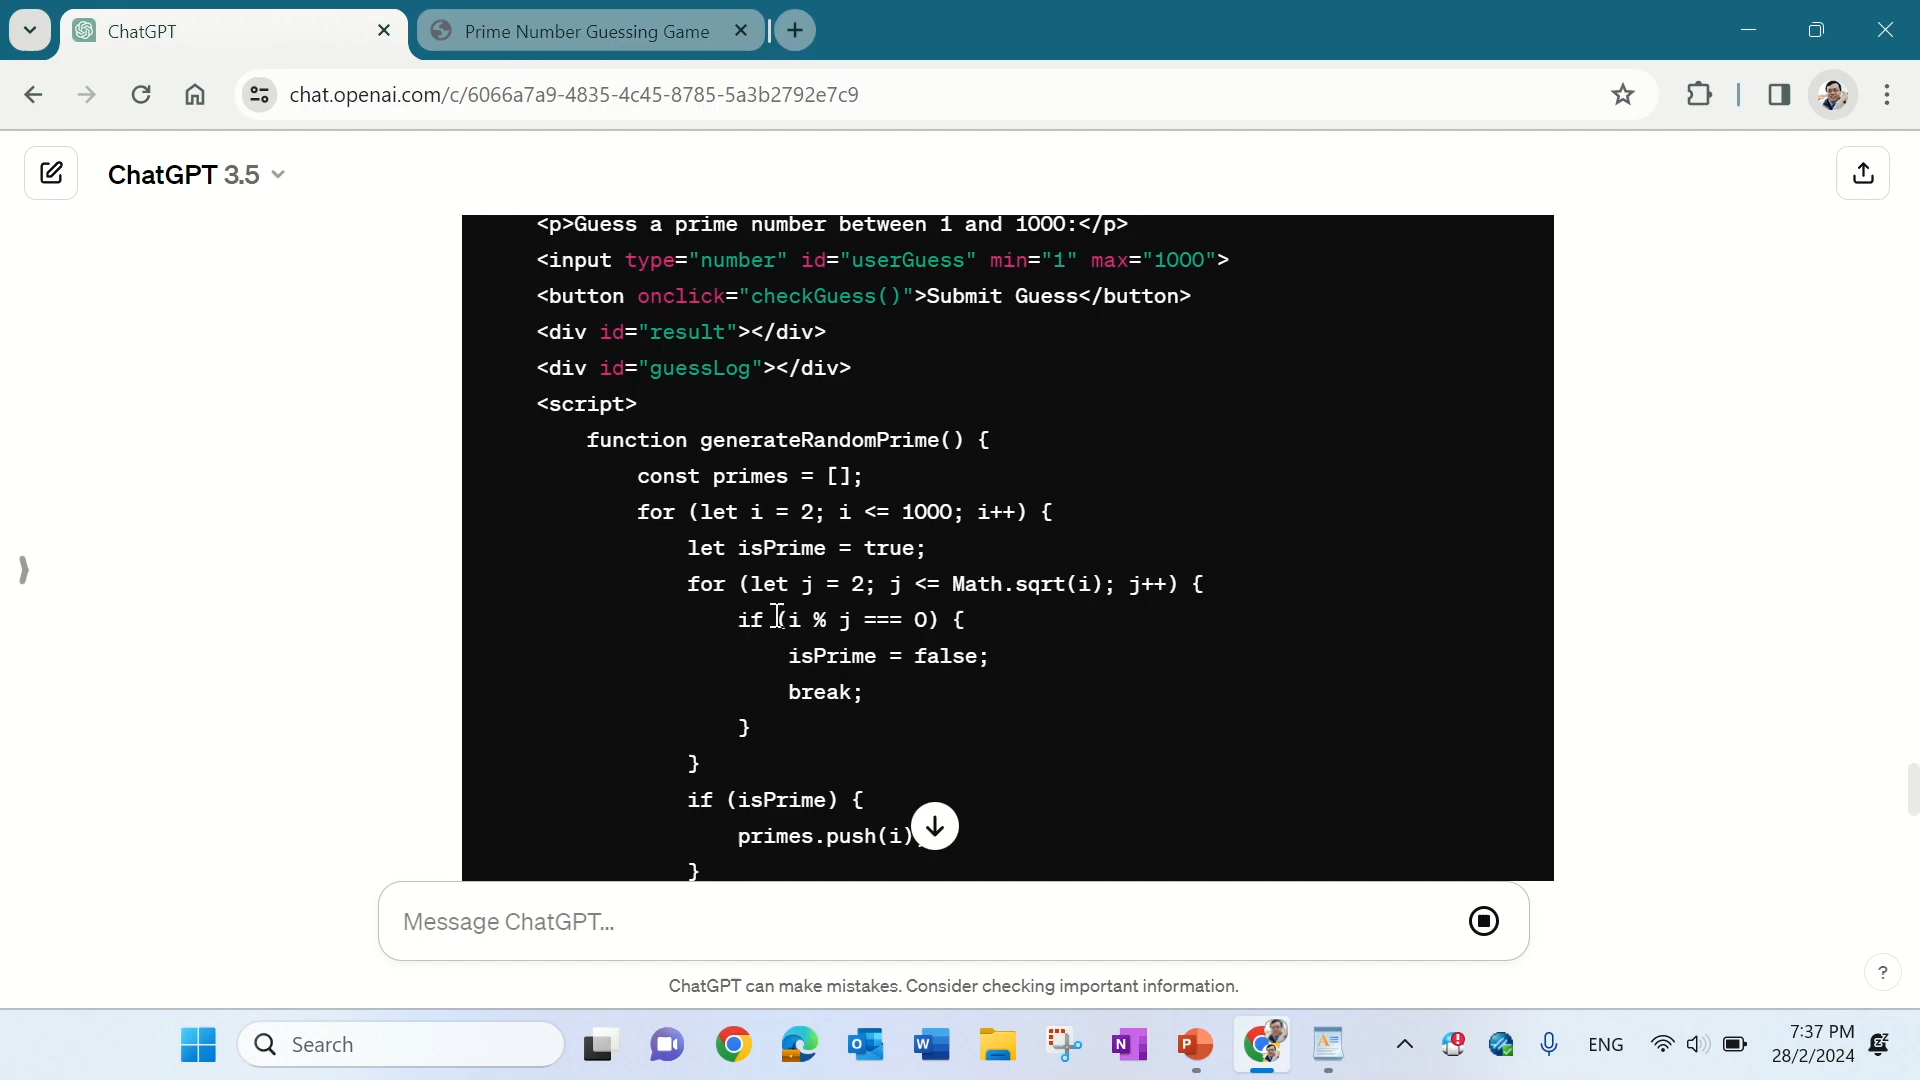 ChatGPT
Prime Number Guessing Game
chat.openai.com/c/6066a7a9-4835-4c45-8785-5a3b2792e7c9
ChatGPT 3.5
<p>Guess a prime number between 1 and 1000:</p>
<input type="number" id="userGuess" min="1" max="1000">
<button onclick="checkGuess()">Submit Guess</button>
<div id="result"></div>
<div id="guessLog"></div>
<script>
function generateRandomPrime() {
const primes = [];
for (let i = 2; i <= 1000; i++) {
let isPrime = true;
for (let j = 2; j <= Math.sqrt(i); j++) {
if (i % j === 0) {
isPrime = false;
break;
}
}
if (isPrime) {
primes.push(i);
}
Message ChatGPT...
ChatGPT can make mistakes. Consider checking important information.
?
Search
ENG
7:37 PM
28/2/2024